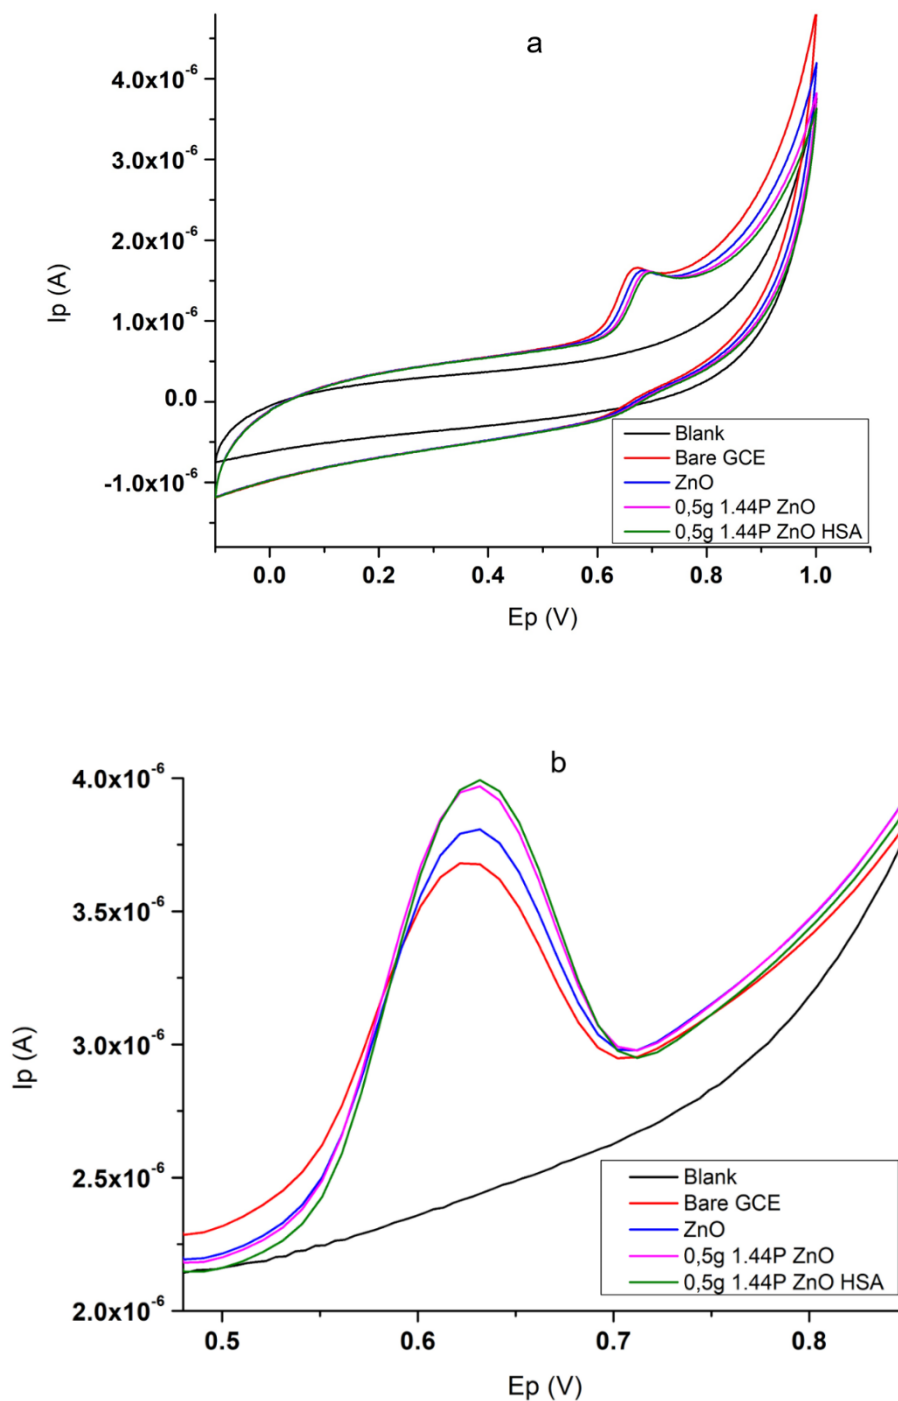 a
4.0x10⁻⁶
3.0x10⁻⁶
2.0x10⁻⁶
1.0x10⁻⁶
0.0
-1.0x10⁻⁶
Ip (A)
Blank
Bare GCE
ZnO
0,5g 1.44P ZnO
0,5g 1.44P ZnO HSA
0.0 0.2 0.4 0.6 0.8 1.0
Ep (V)
b
4.0x10⁻⁶
3.5x10⁻⁶
3.0x10⁻⁶
2.5x10⁻⁶
2.0x10⁻⁶
Ip (A)
Blank
Bare GCE
ZnO
0,5g 1.44P ZnO
0,5g 1.44P ZnO HSA
0.5 0.6 0.7 0.8
Ep (V)